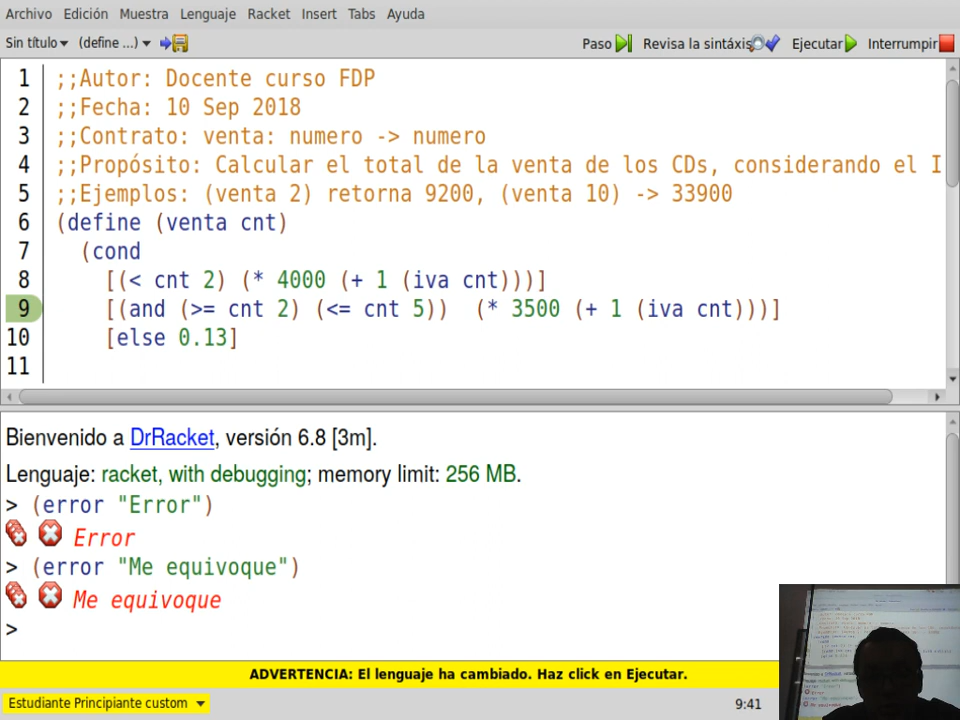 Archivo Edición Muestra Lenguaje Racket Insert Tabs Ayuda
Sin título (define ...) Paso Revisa la sintáxis Ejecutar Interrumpir
1 ;;Autor: Docente curso FDP
2 ;;Fecha: 10 Sep 2018
3 ;;Contrato: venta: numero -> numero
4 ;;Propósito: Calcular el total de la venta de los CDs, considerando el I
5 ;;Ejemplos: (venta 2) retorna 9200, (venta 10) -> 33900
6 (define (venta cnt)
7 (cond
8 [(< cnt 2) (* 4000 (+ 1 (iva cnt)))]
9 [(and (>= cnt 2) (<= cnt 5)) (* 3500 (+ 1 (iva cnt)))]
10 [else 0.13]
11
Bienvenido a DrRacket, versión 6.8 [3m].
Lenguaje: racket, with debugging; memory limit: 256 MB.
> (error "Error")
Error
> (error "Me equivoque")
Me equivoque
>
ADVERTENCIA: El lenguaje ha cambiado. Haz click en Ejecutar.
Estudiante Principiante custom 9:41